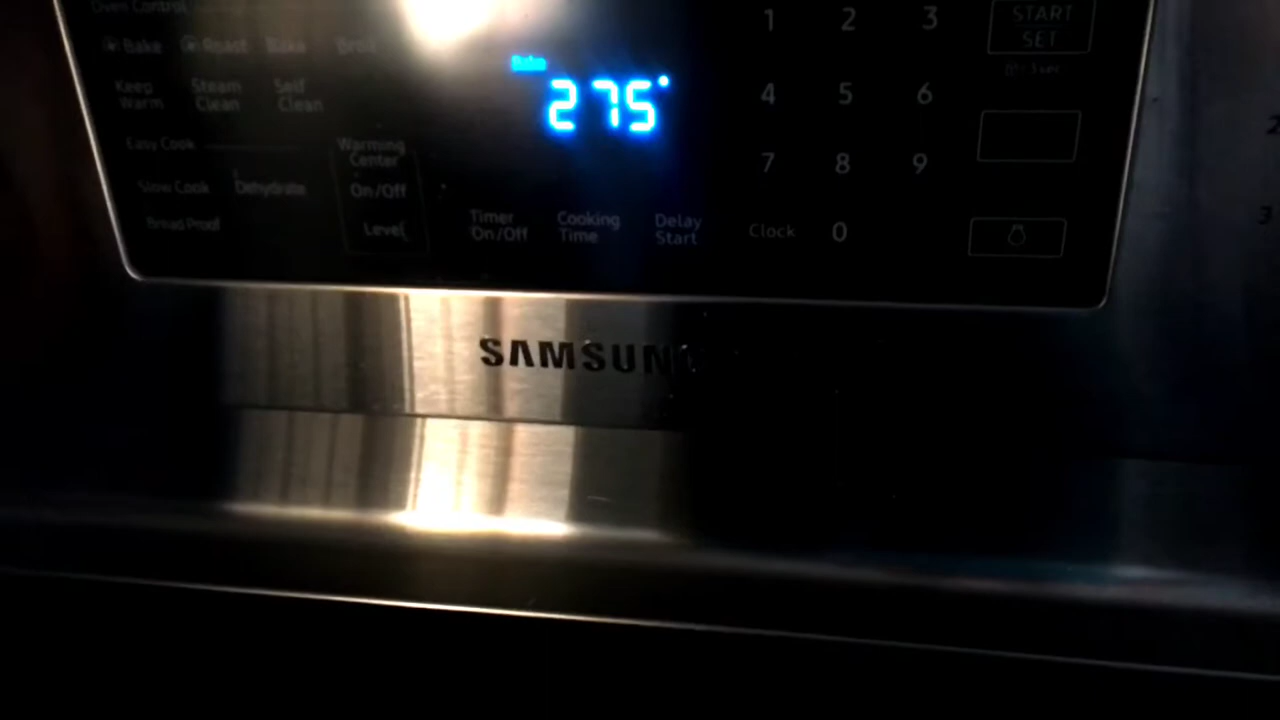 Oven Control
Bake Roast Bake Broil
Keep Warm
Steam Clean
Self Clean
Easy Cook
Slow Cook Dehydrate
Bread Proof
Warming Center
On/Off
Level
Bake
275°
Timer On/Off
Cooking Time
Delay Start
1 2 3
4 5 6
7 8 9
Clock 0
START SET
SAMSUNG